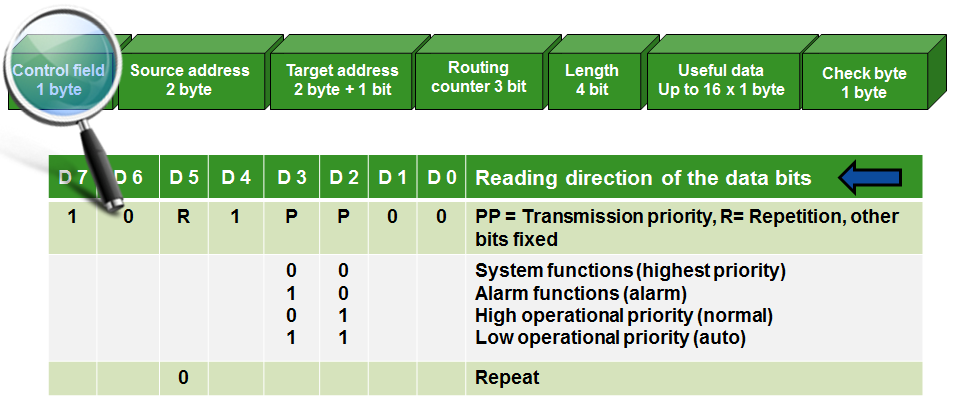 Control field
1 byte
Source address
2 byte
Target address
2 byte + 1 bit
Routing
counter 3 bit
Length
4 bit
Useful data
Up to 16 x 1 byte
Check byte
1 byte
D 7 D 6 D 5 D 4 D 3 D 2 D 1 D 0 Reading direction of the data bits
1 0 R 1 P P 0 0 PP = Transmission priority, R= Repetition, other
bits fixed
0 0 System functions (highest priority)
1 0 Alarm functions (alarm)
0 1 High operational priority (normal)
1 1 Low operational priority (auto)
0 Repeat